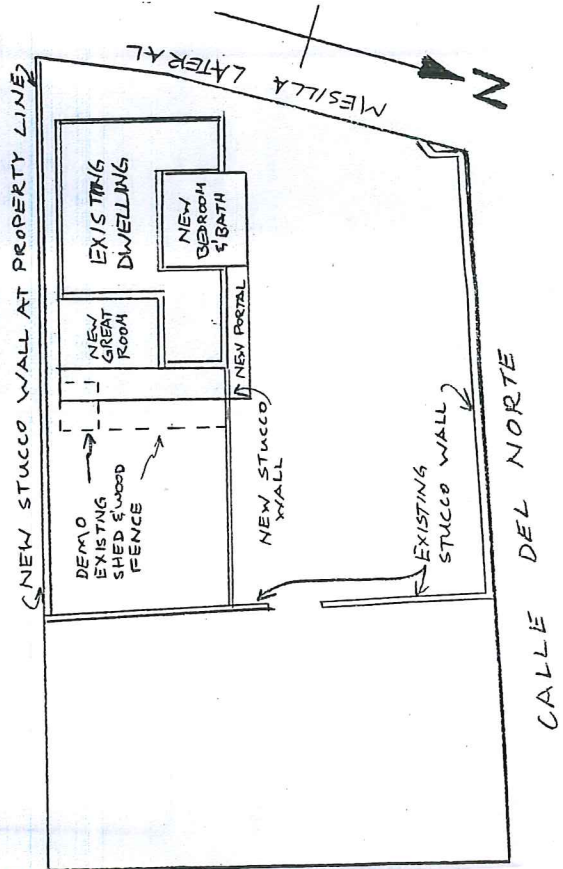 MESILLA LATERAL
N
NEW STUCCO WALL AT PROPERTY LINE
EXISTING
DWELLING
NEW
BEDROOM
& BATH
NEW
GREAT
ROOM
NEW PORTAL
DEMO
EXISTING
SHED & WOOD
FENCE
NEW STUCCO
WALL
EXISTING
STUCCO WALL
CALLE DEL NORTE